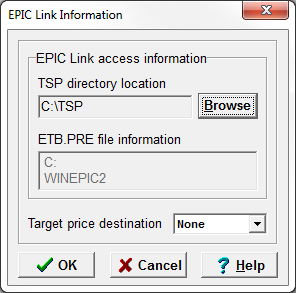 EPIC Link Information
EPIC Link access information
TSP directory location
C:\TSP
Browse
ETB.PRE file information
C:
WINEPIC2
Target price destination
None
OK
Cancel
Help